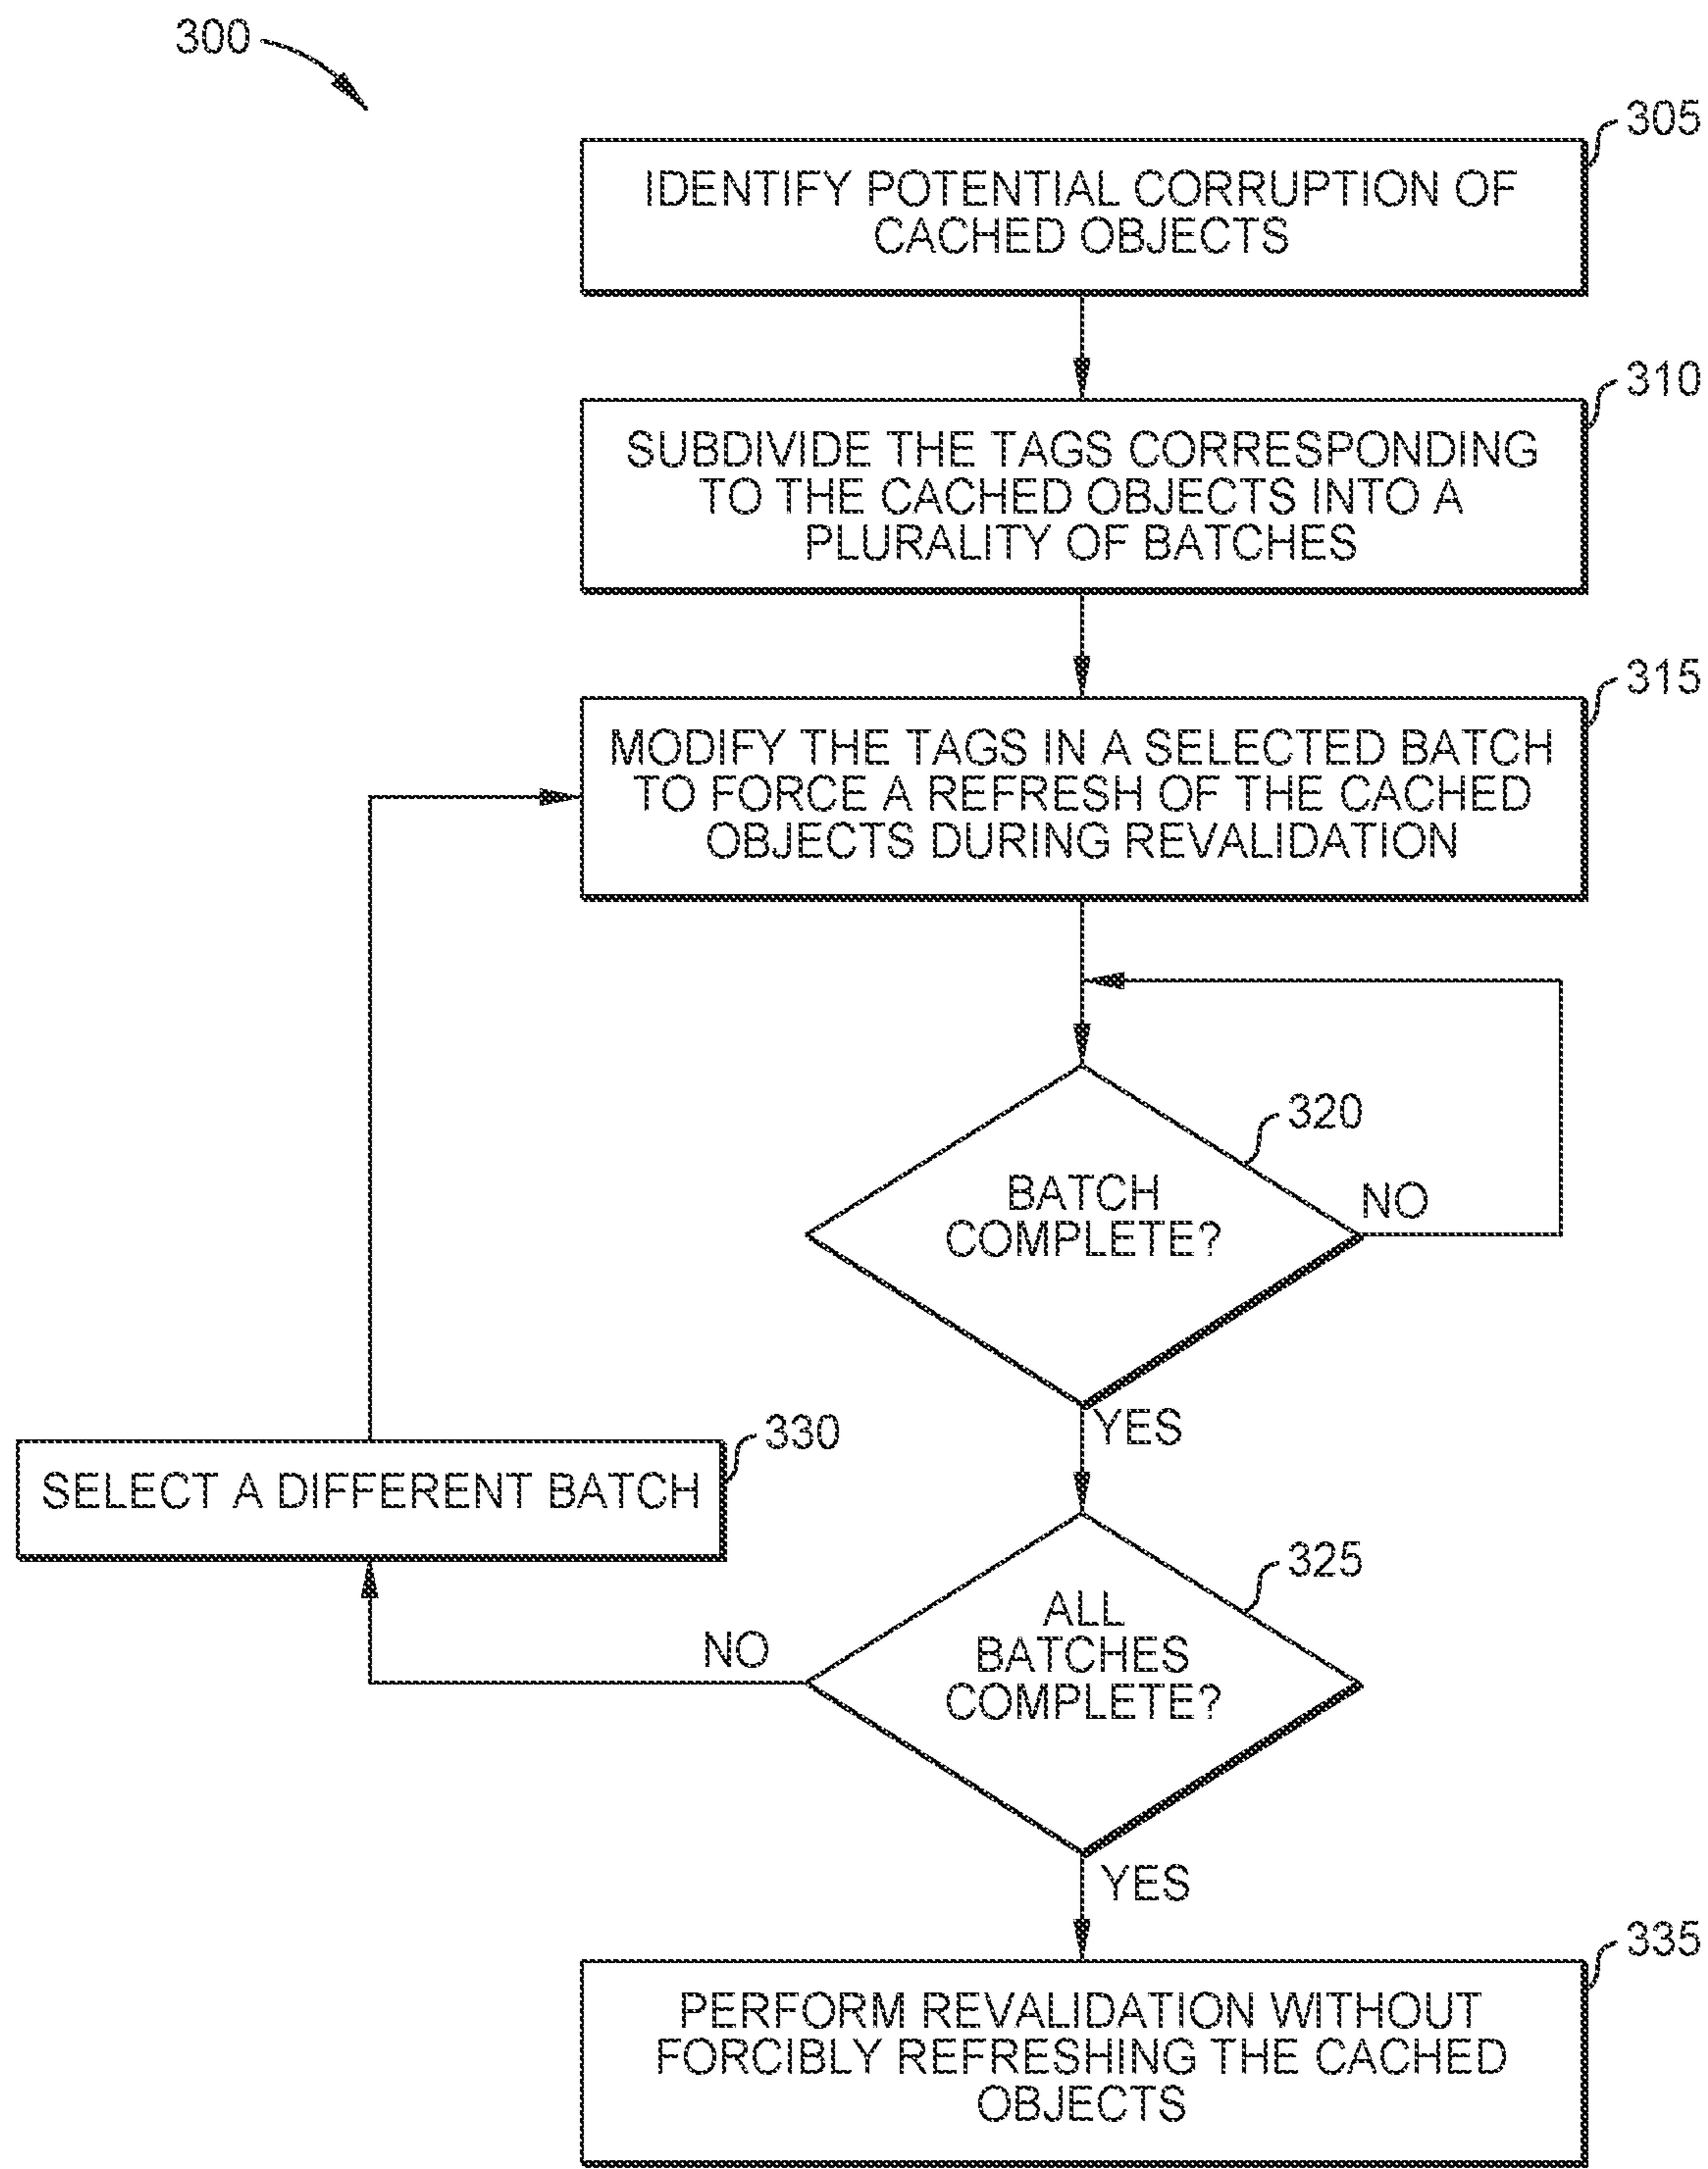 300
305
IDENTIFY POTENTIAL CORRUPTION OF
CACHED OBJECTS
310
SUBDIVIDE THE TAGS CORRESPONDING
TO THE CACHED OBJECTS INTO A
PLURALITY OF BATCHES
315
MODIFY THE TAGS IN A SELECTED BATCH
TO FORCE A REFRESH OF THE CACHED
OBJECTS DURING REVALIDATION
320
BATCH
COMPLETE?
NO
YES
330
SELECT A DIFFERENT BATCH
325
ALL
BATCHES
COMPLETE?
NO
YES
335
PERFORM REVALIDATION WITHOUT
FORCIBLY REFRESHING THE CACHED
OBJECTS